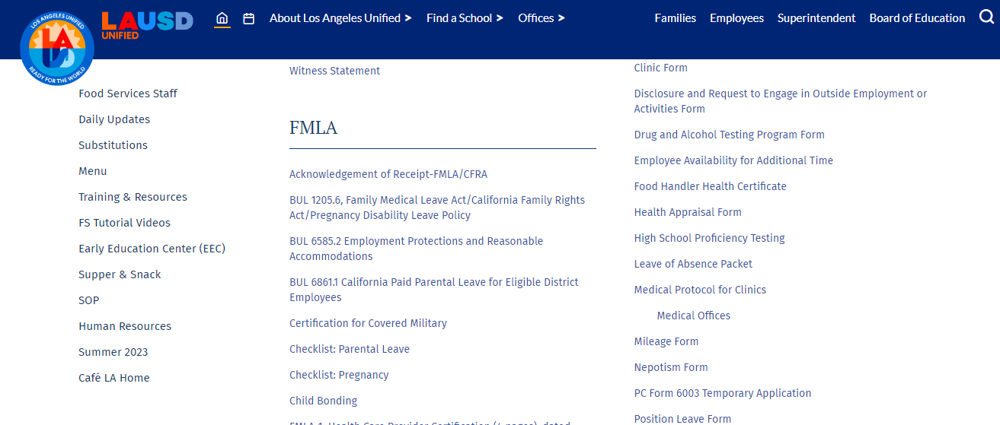 LOS ANGELES UNIFIED
LA
US
READY FOR THE WORLD
LAUSD
UNIFIED
About Los Angeles Unified >
Find a School >
Offices >
Families
Employees
Superintendent
Board of Education
Food Services Staff
Daily Updates
Substitutions
Menu
Training & Resources
FS Tutorial Videos
Early Education Center (EEC)
Supper & Snack
SOP
Human Resources
Summer 2023
Café LA Home
Witness Statement
FMLA
Acknowledgement of Receipt-FMLA/CFRA
BUL 1205.6, Family Medical Leave Act/California Family Rights
Act/Pregnancy Disability Leave Policy
BUL 6585.2 Employment Protections and Reasonable
Accommodations
BUL 6861.1 California Paid Parental Leave for Eligible District
Employees
Certification for Covered Military
Checklist: Parental Leave
Checklist: Pregnancy
Child Bonding
FMLA-1, Health Care Provider Certification (4 pages), dated
Clinic Form
Disclosure and Request to Engage in Outside Employment or
Activities Form
Drug and Alcohol Testing Program Form
Employee Availability for Additional Time
Food Handler Health Certificate
Health Appraisal Form
High School Proficiency Testing
Leave of Absence Packet
Medical Protocol for Clinics
Medical Offices
Mileage Form
Nepotism Form
PC Form 6003 Temporary Application
Position Leave Form